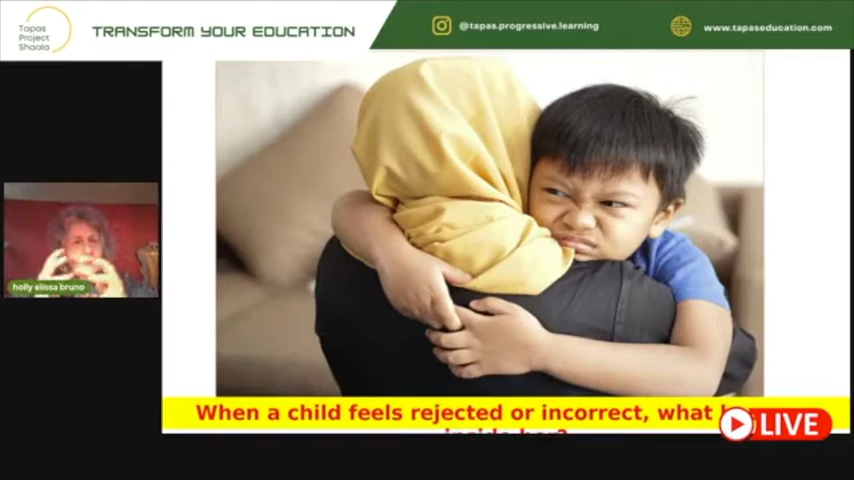 Tapas
Project
Shaala
TRANSFORM YOUR EDUCATION
@tapas.progressive.learning
www.tapaseducation.com
holly elissa bruno
When a child feels rejected or incorrect, what
LIVE